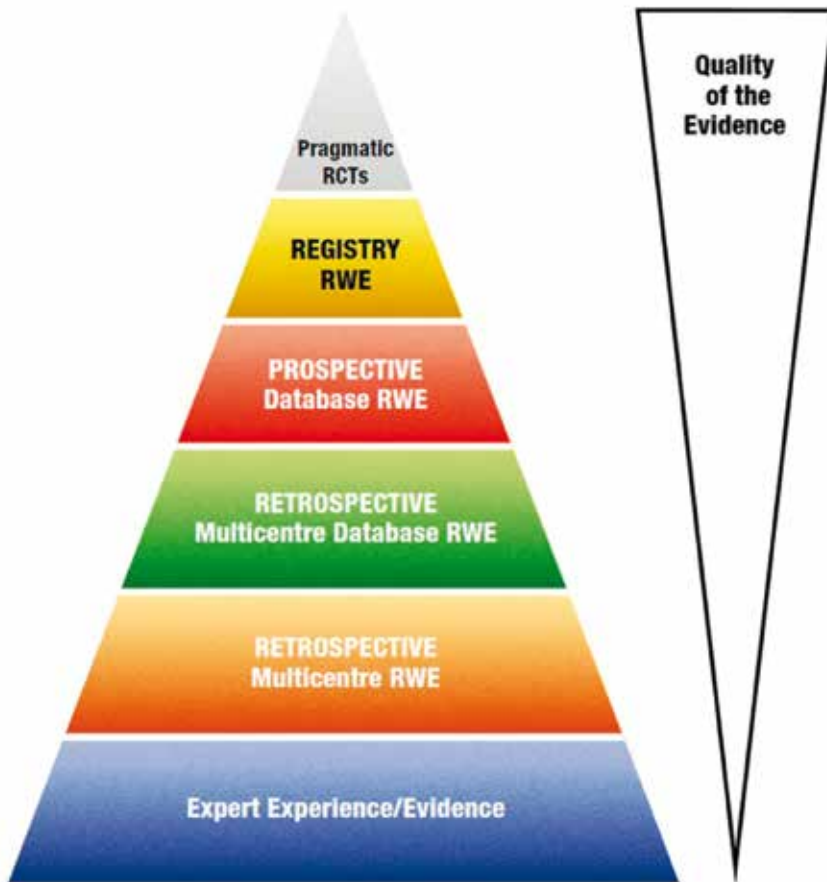 Pragmatic
RCTs
REGISTRY
RWE
PROSPECTIVE
Database RWE
RETROSPECTIVE
Multicentre Database RWE
RETROSPECTIVE
Multicentre RWE
Expert Experience/Evidence
Quality
of the
Evidence